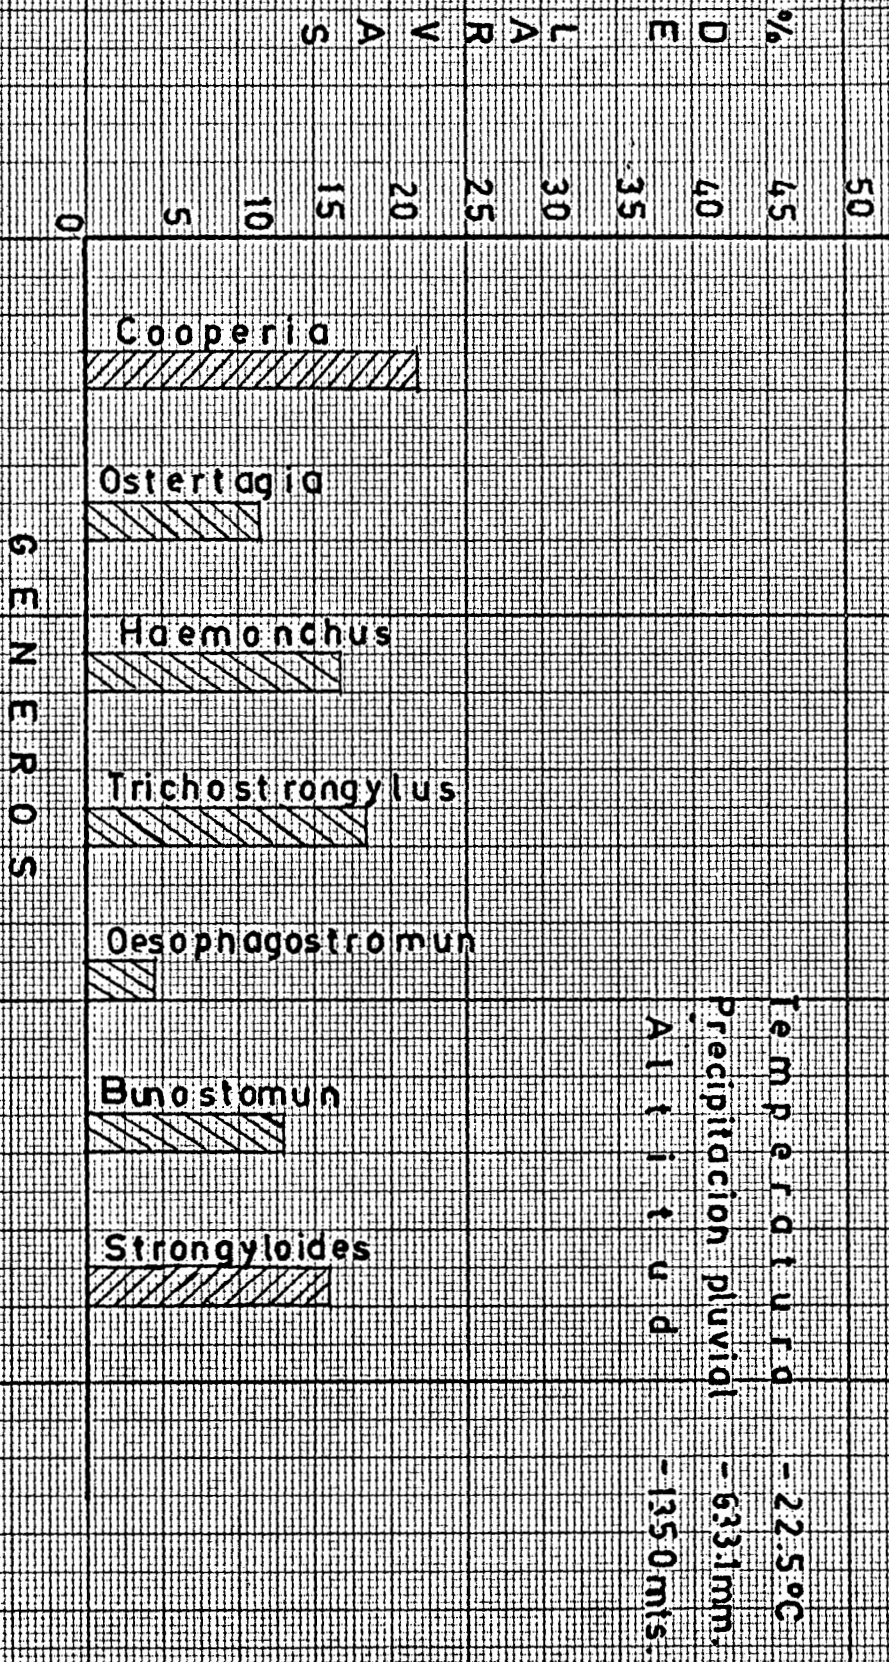 % DE LARVAS
50
45
40
35
30
25
20
15
10
5
0
Temperatura - 22.5°C
Precipitacion pluvial - 633.1mm.
Altitud - 1350mts.
Cooperia
Ostertagia
Haemonchus
Trichostrongylus
Oesophagostromun
Bunostomun
Strongyloides
GENEROS